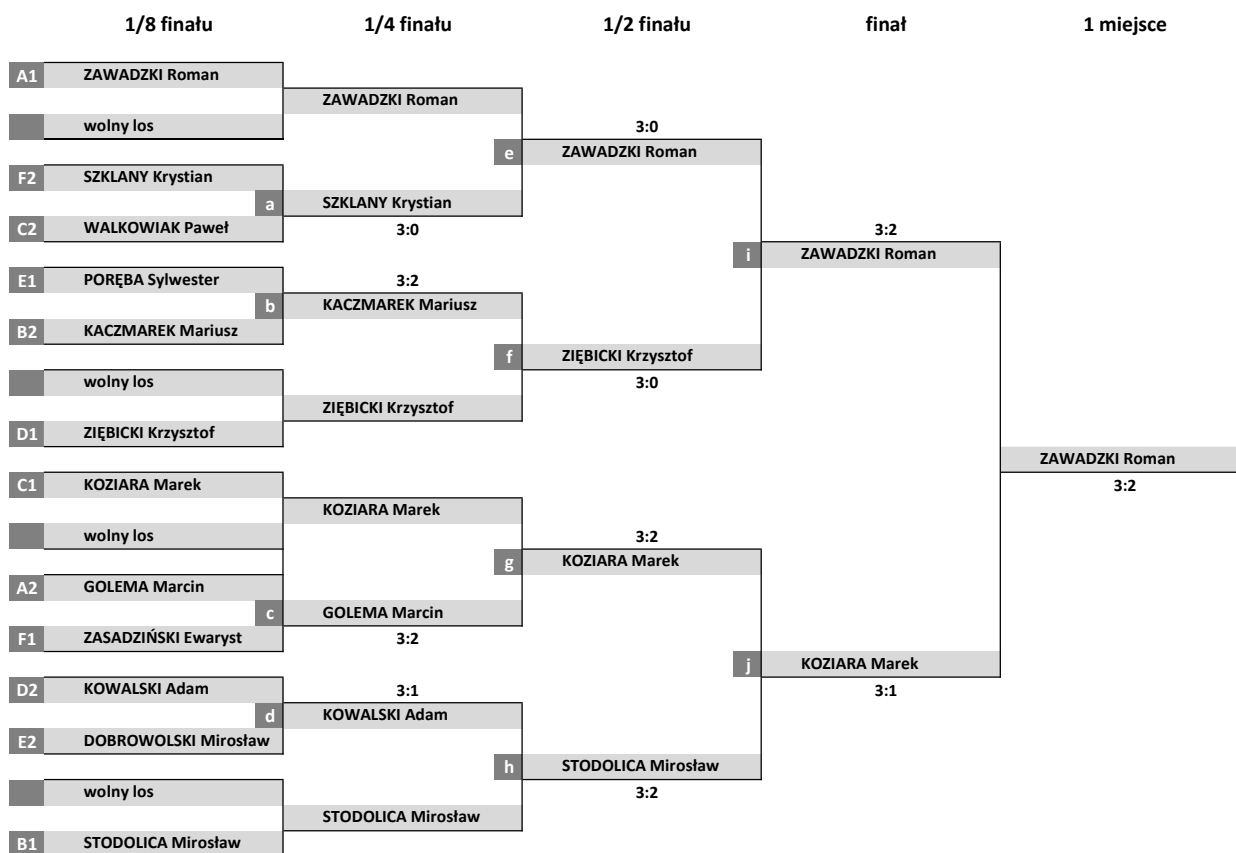 1/8 finału 1/4 finału 1/2 finału finał 1 miejsce
A1 ZAWADZKI Roman
ZAWADZKI Roman
wolny los
3:0
e ZAWADZKI Roman
F2 SZKLANY Krystian
a SZKLANY Krystian
C2 WALKOWIAK Paweł
3:0
3:2
i ZAWADZKI Roman
E1 PORĘBA Sylwester
3:2
b KACZMAREK Mariusz
B2 KACZMAREK Mariusz
f ZIĘBICKI Krzysztof
wolny los
3:0
ZIĘBICKI Krzysztof
D1 ZIĘBICKI Krzysztof
ZAWADZKI Roman
3:2
C1 KOZIARA Marek
KOZIARA Marek
wolny los
3:2
g KOZIARA Marek
A2 GOLEMA Marcin
c GOLEMA Marcin
F1 ZASADZIŃSKI Ewaryst
3:2
j KOZIARA Marek
3:1
D2 KOWALSKI Adam
3:1
d KOWALSKI Adam
E2 DOBROWOLSKI Mirosław
h STODOLICA Mirosław
3:2
wolny los
STODOLICA Mirosław
B1 STODOLICA Mirosław